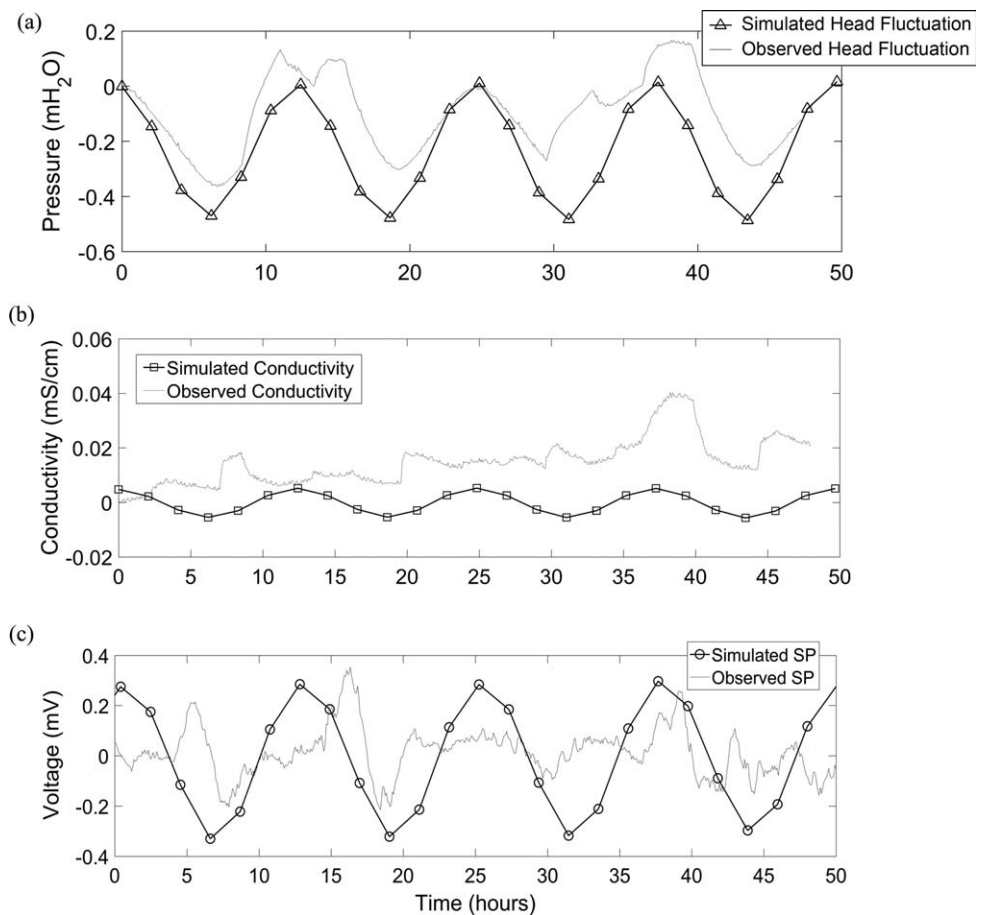 (a)
Simulated Head Fluctuation
Observed Head Fluctuation
Pressure (mH2O)
0.2
0
-0.2
-0.4
-0.6
0 10 20 30 40 50
(b)
Simulated Conductivity
Observed Conductivity
Conductivity (mS/cm)
0.06
0.04
0.02
0
-0.02
0 5 10 15 20 25 30 35 40 45 50
(c)
Simulated SP
Observed SP
Voltage (mV)
0.4
0.2
0
-0.2
-0.4
0 5 10 15 20 25 30 35 40 45 50
Time (hours)